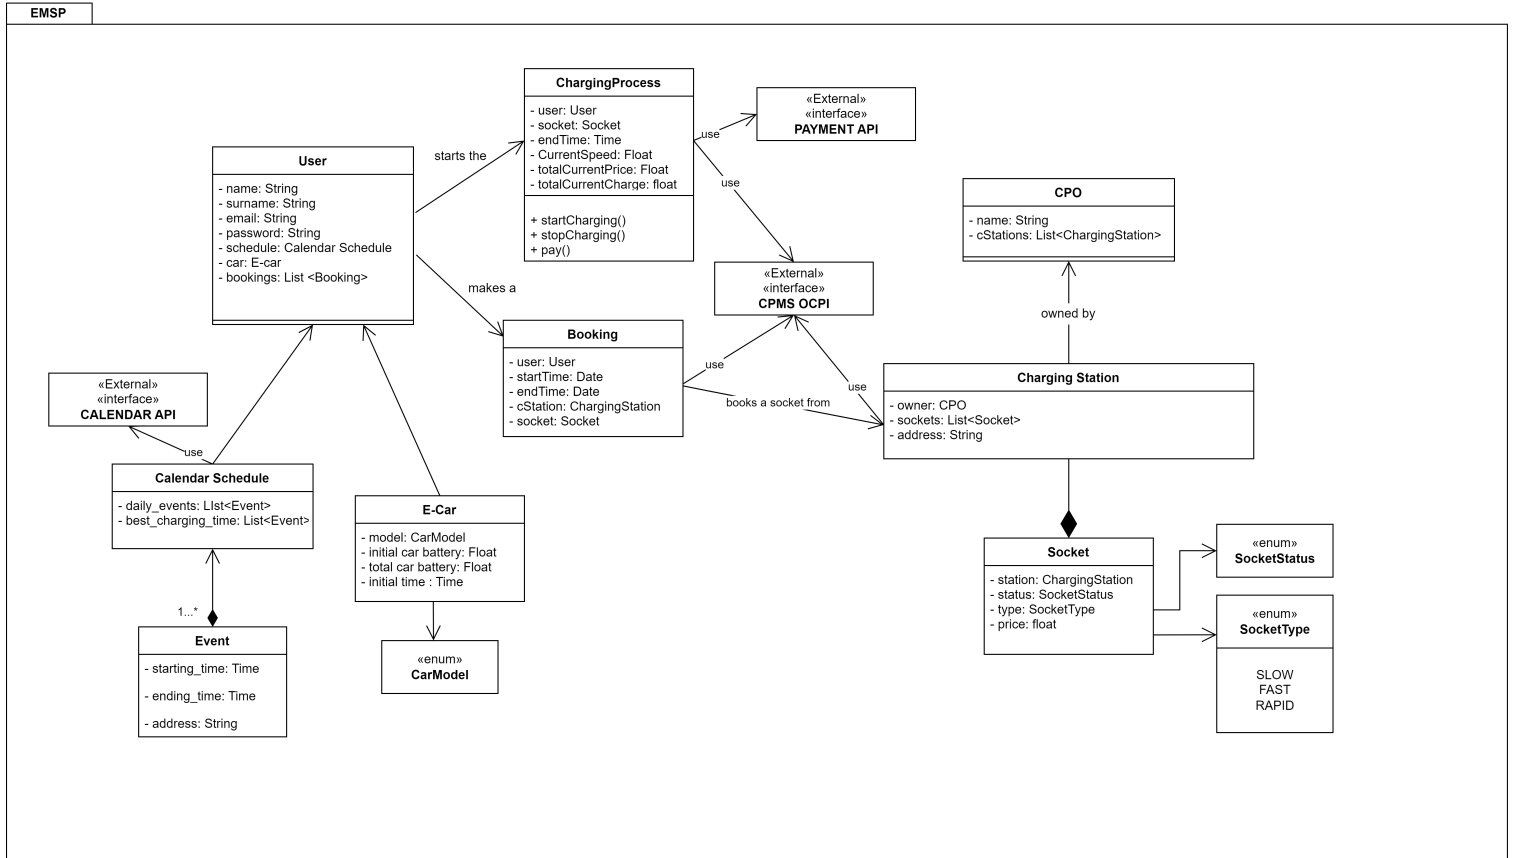 EMSP
ChargingProcess
- user: User
- socket: Socket
- endTime: Time
- CurrentSpeed: Float
- totalCurrentPrice: Float
- totalCurrentCharge: float
+ startCharging()
+ stopCharging()
+ pay()
«External»
«interface»
PAYMENT API
use
use
starts the
User
- name: String
- surname: String
- email: String
- password: String
- schedule: Calendar Schedule
- car: E-car
- bookings: List <Booking>
makes a
CPO
- name: String
- cStations: List<ChargingStation>
owned by
«External»
«interface»
CPMS OCPI
Booking
- user: User
- startTime: Date
- endTime: Date
- cStation: ChargingStation
- socket: Socket
use
books a socket from
use
Charging Station
- owner: CPO
- sockets: List<Socket>
- address: String
«External»
«interface»
CALENDAR API
use
Calendar Schedule
- daily_events: LIst<Event>
- best_charging_time: List<Event>
E-Car
- model: CarModel
- initial car battery: Float
- total car battery: Float
- initial time : Time
1...*
Event
- starting_time: Time
- ending_time: Time
- address: String
«enum»
CarModel
Socket
- station: ChargingStation
- status: SocketStatus
- type: SocketType
- price: float
«enum»
SocketStatus
«enum»
SocketType
SLOW
FAST
RAPID